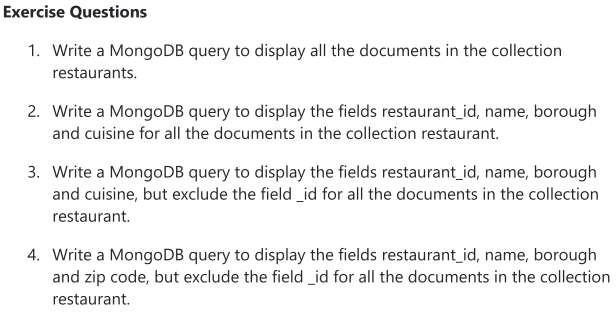 Exercise Questions
1. Write a MongoDB query to display all the documents in the collection
restaurants.
2. Write a MongoDB query to display the fields restaurant_id, name, borough
and cuisine for all the documents in the collection restaurant.
3. Write a MongoDB query to display the fields restaurant_id, name, borough
and cuisine, but exclude the field _id for all the documents in the collection
restaurant.
4. Write a MongoDB query to display the fields restaurant_id, name, borough
and zip code, but exclude the field _id for all the documents in the collection
restaurant.